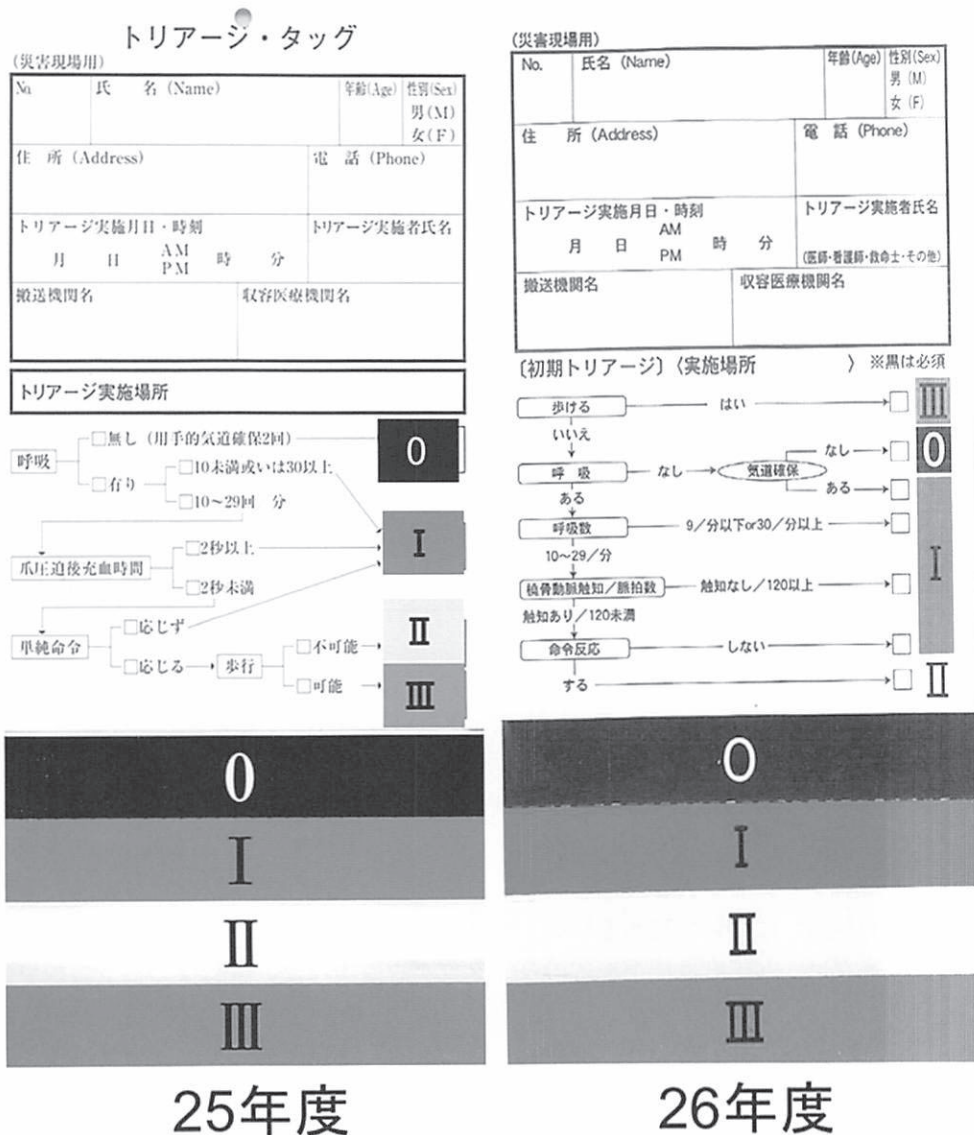 トリアージ・タッグ
(災害現場用)
No.
氏 名 (Name)
年齢(Age)
性別(Sex)
男(M)
女(F)
住 所 (Address)
電 話 (Phone)
トリアージ実施月日・時刻
月 日 AM PM 時 分
トリアージ実施者氏名
搬送機関名
収容医療機関名
トリアージ実施場所
呼吸
□無し (用手的気道確保2回)
0
□有り
□10未満或いは30以上
□10~29回 分
爪圧迫後充血時間
□2秒以上
□2秒未満
I
単純命令
□応じず
□応じる
歩行
□不可能
II
□可能
III
0
I
II
III
25年度
(災害現場用)
No.
氏名 (Name)
年齢(Age)
性別(Sex)
男 (M)
女 (F)
住 所 (Address)
電 話 (Phone)
トリアージ実施月日・時刻
月 日 AM PM 時 分
トリアージ実施者氏名
(医師・看護師・救命士・その他)
搬送機関名
収容医療機関名
〔初期トリアージ〕〈実施場所 〉 ※黒は必須
歩ける
はい
III
いいえ
呼 吸
なし
気道確保
なし
0
ある
ある
呼吸数
9/分以下or30/分以上
I
10~29/分
橈骨動脈触知/脈拍数
触知なし/120以上
触知あり/120未満
命令反応
しない
する
II
0
I
II
III
26年度